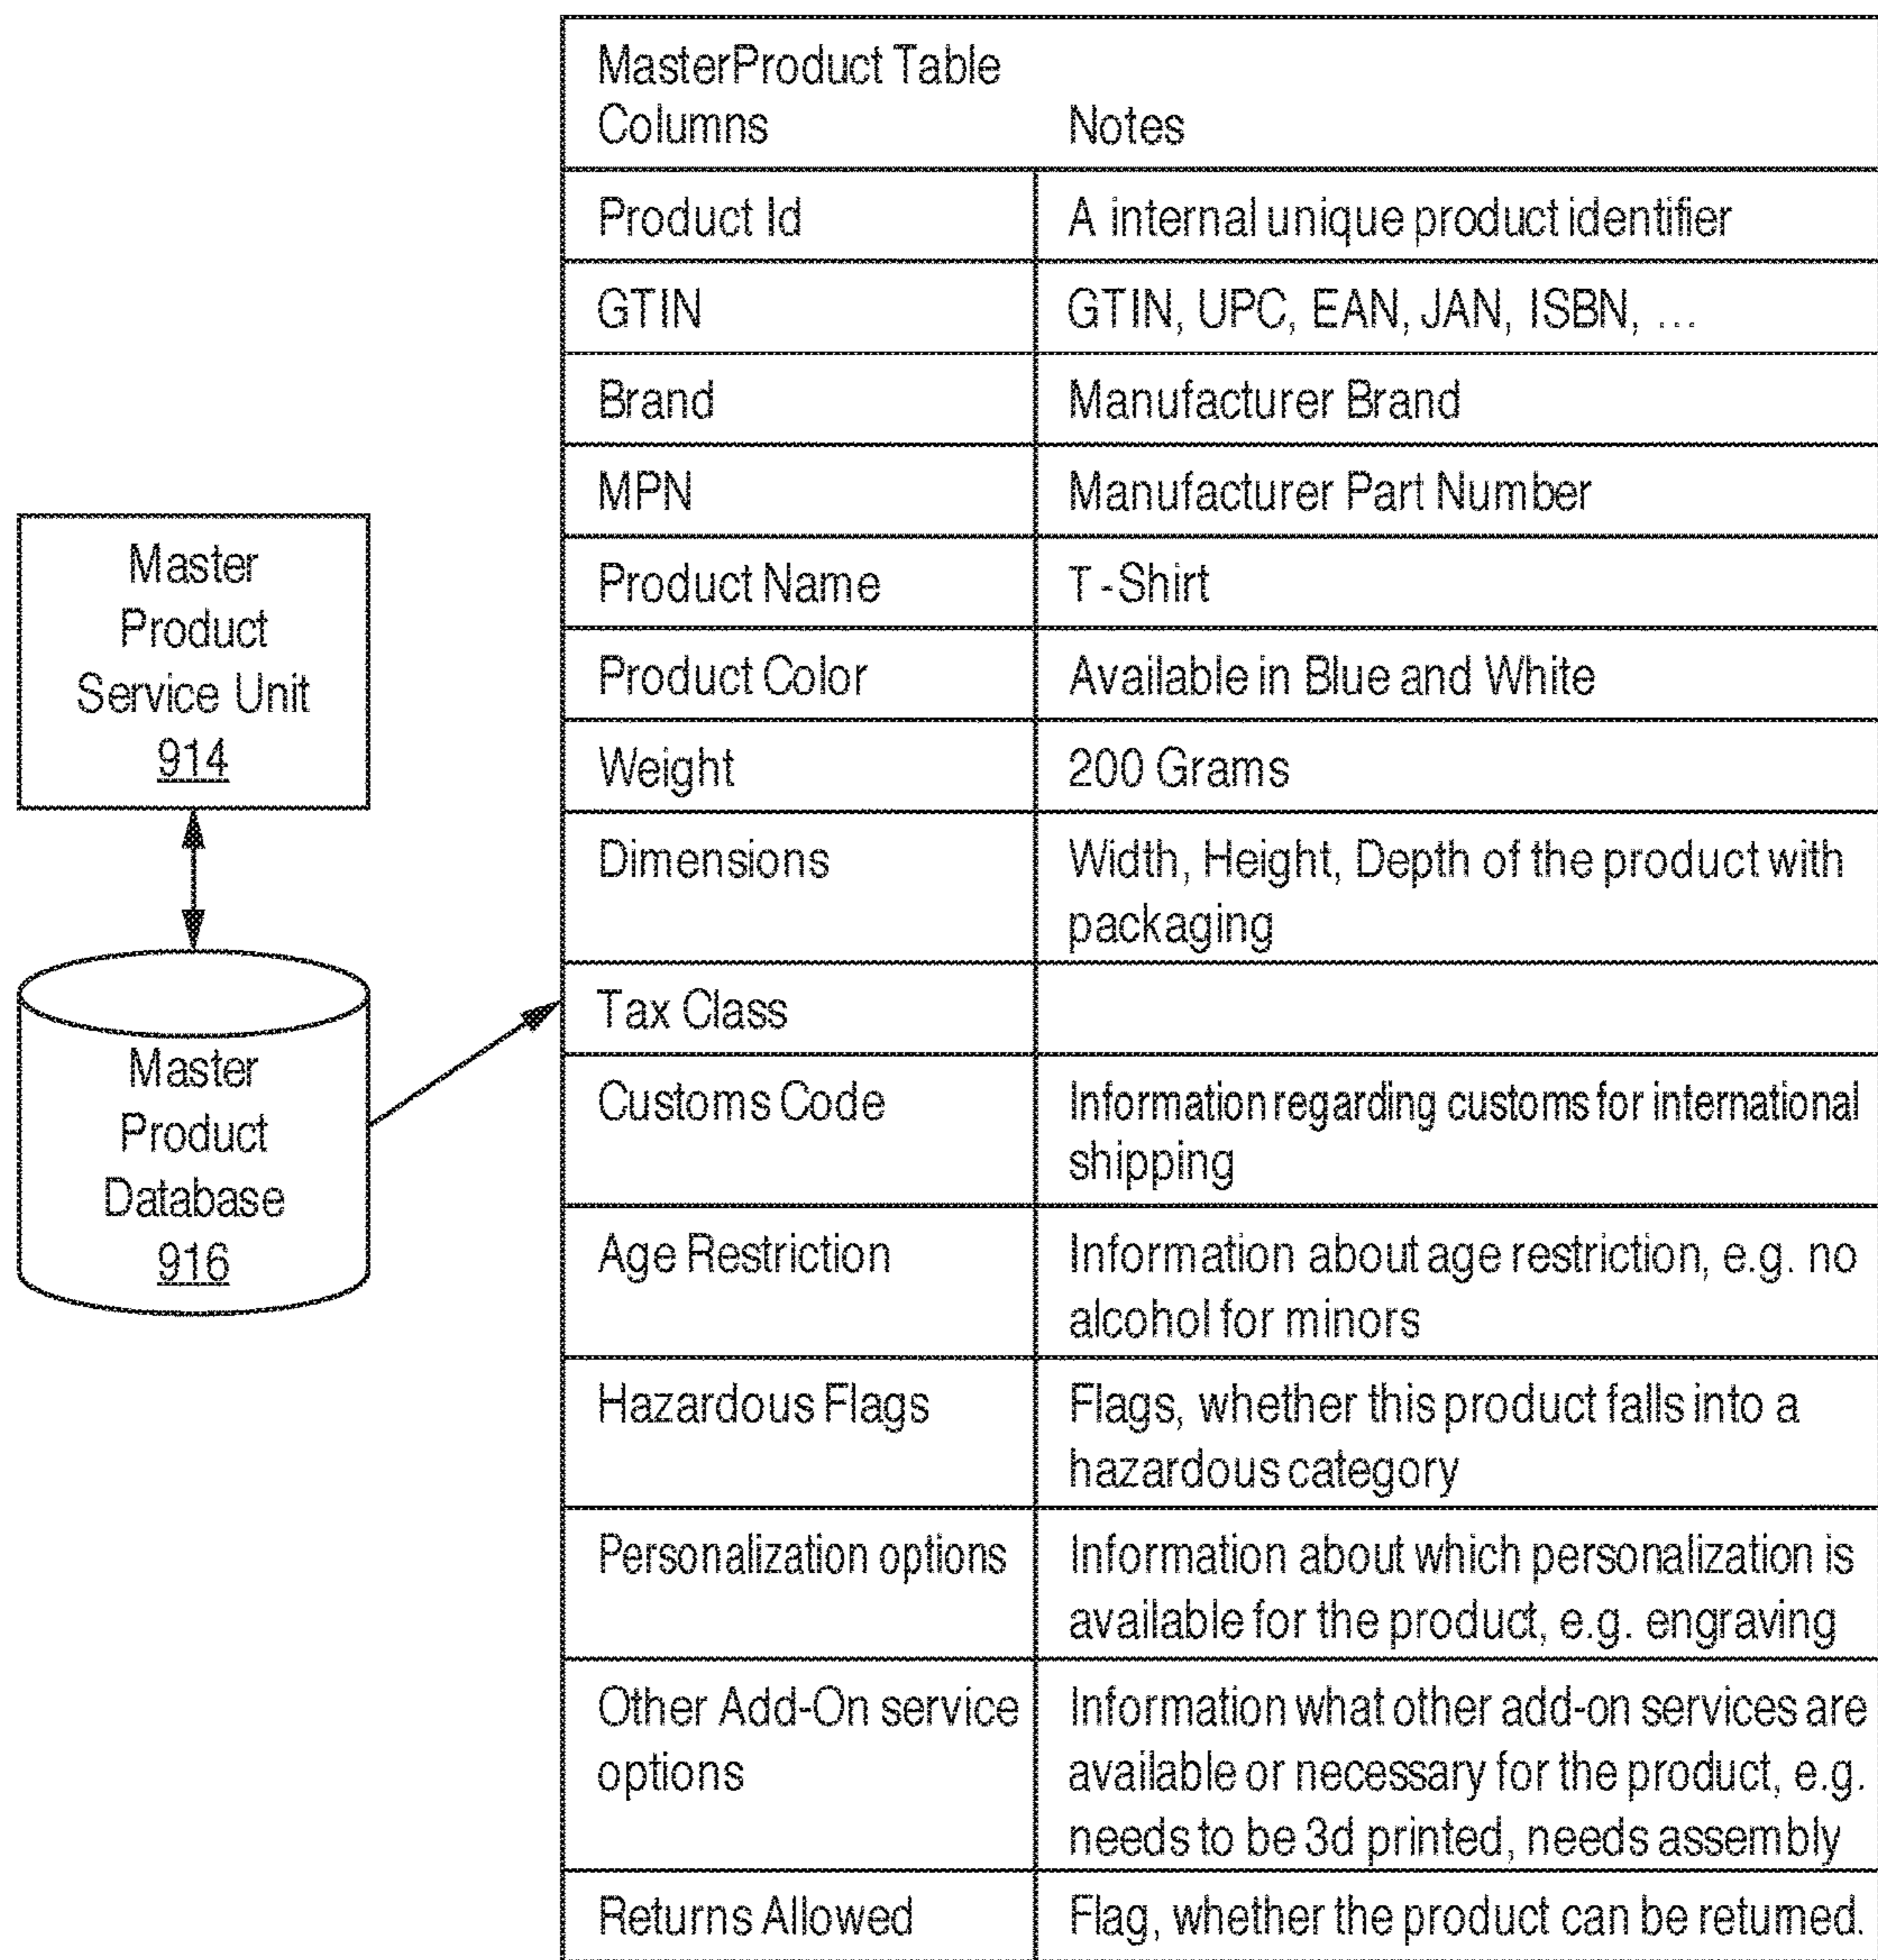 MasterProduct Table
Columns Notes
Product Id A internal unique product identifier
GTIN GTIN, UPC, EAN, JAN, ISBN, ...
Brand Manufacturer Brand
MPN Manufacturer Part Number
Product Name T-Shirt
Product Color Available in Blue and White
Weight 200 Grams
Dimensions Width, Height, Depth of the product with
packaging
Tax Class
Customs Code Information regarding customs for international
shipping
Age Restriction Information about age restriction, e.g. no
alcohol for minors
Hazardous Flags Flags, whether this product falls into a
hazardous category
Personalization options Information about which personalization is
available for the product, e.g. engraving
Other Add-On service Information what other add-on services are
options available or necessary for the product, e.g.
needs to be 3d printed, needs assembly
Returns Allowed Flag, whether the product can be returned.
Master
Product
Service Unit
914
Master
Product
Database
916